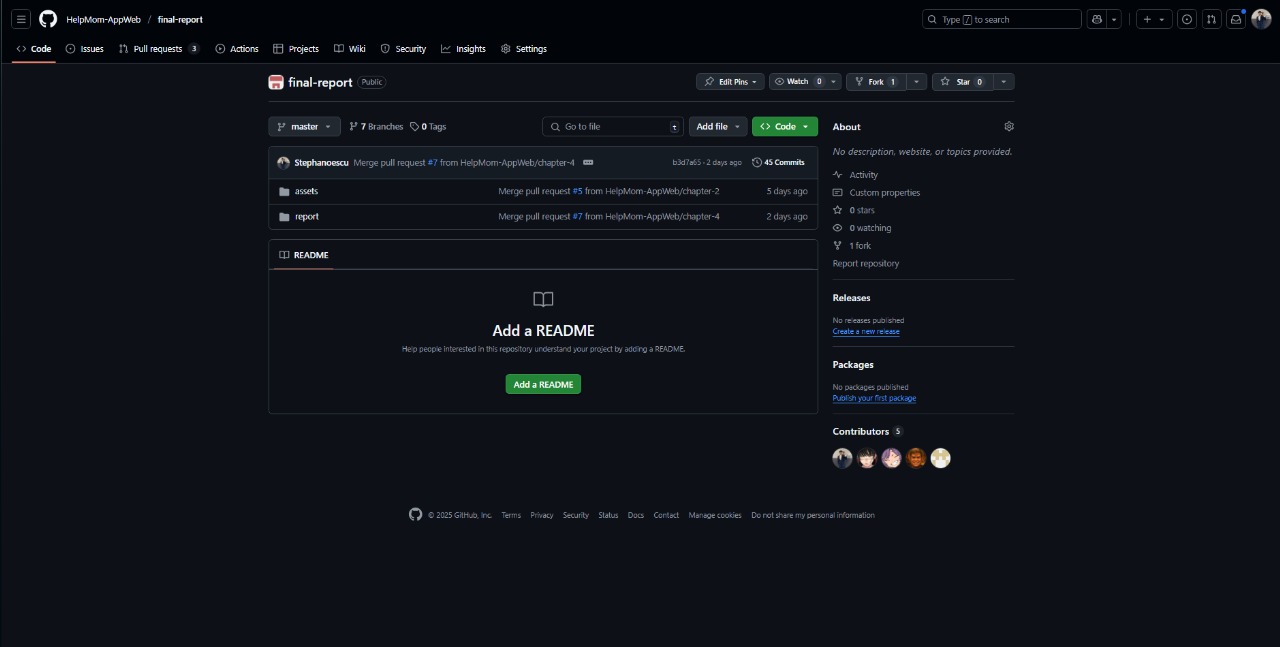 HelpMom-AppWeb / final-report
Type / to search
Code Issues Pull requests 3 Actions Projects Wiki Security Insights Settings
final-report Public
Edit Pins Watch 0 Fork 1 Star 0
master 7 Branches 0 Tags Go to file t Add file Code
Stephanoescu Merge pull request #7 from HelpMom-AppWeb/chapter-4 b3d7a65 · 2 days ago 45 Commits
assets Merge pull request #5 from HelpMom-AppWeb/chapter-2 5 days ago
report Merge pull request #7 from HelpMom-AppWeb/chapter-4 2 days ago
README
Add a README
Help people interested in this repository understand your project by adding a README.
Add a README
About
No description, website, or topics provided.
Activity
Custom properties
0 stars
0 watching
1 fork
Report repository
Releases
No releases published
Create a new release
Packages
No packages published
Publish your first package
Contributors 5
© 2025 GitHub, Inc. Terms Privacy Security Status Docs Contact Manage cookies Do not share my personal information